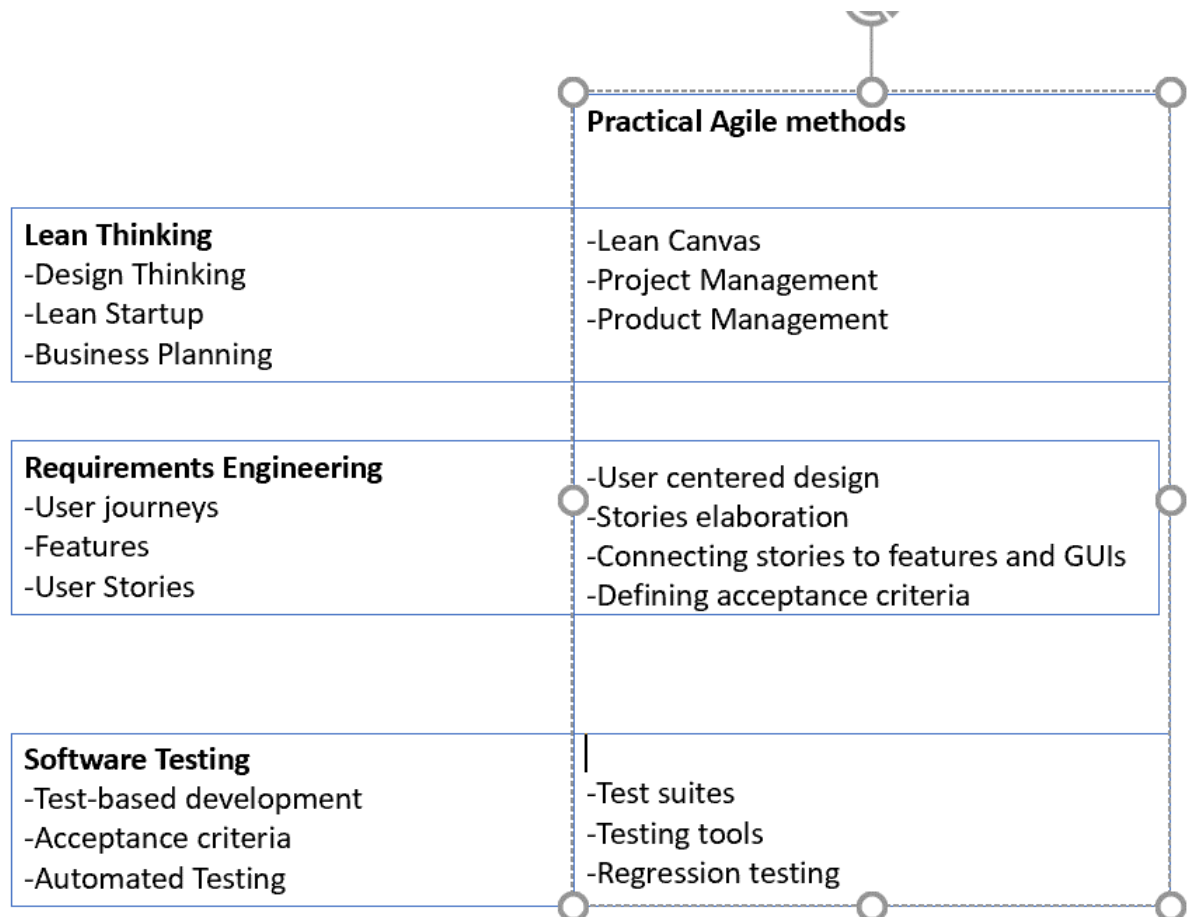 Practical Agile methods
Lean Thinking
-Design Thinking
-Lean Startup
-Business Planning
-Lean Canvas
-Project Management
-Product Management
Requirements Engineering
-User journeys
-Features
-User Stories
-User centered design
-Stories elaboration
-Connecting stories to features and GUIs
-Defining acceptance criteria
Software Testing
-Test-based development
-Acceptance criteria
-Automated Testing
-Test suites
-Testing tools
-Regression testing